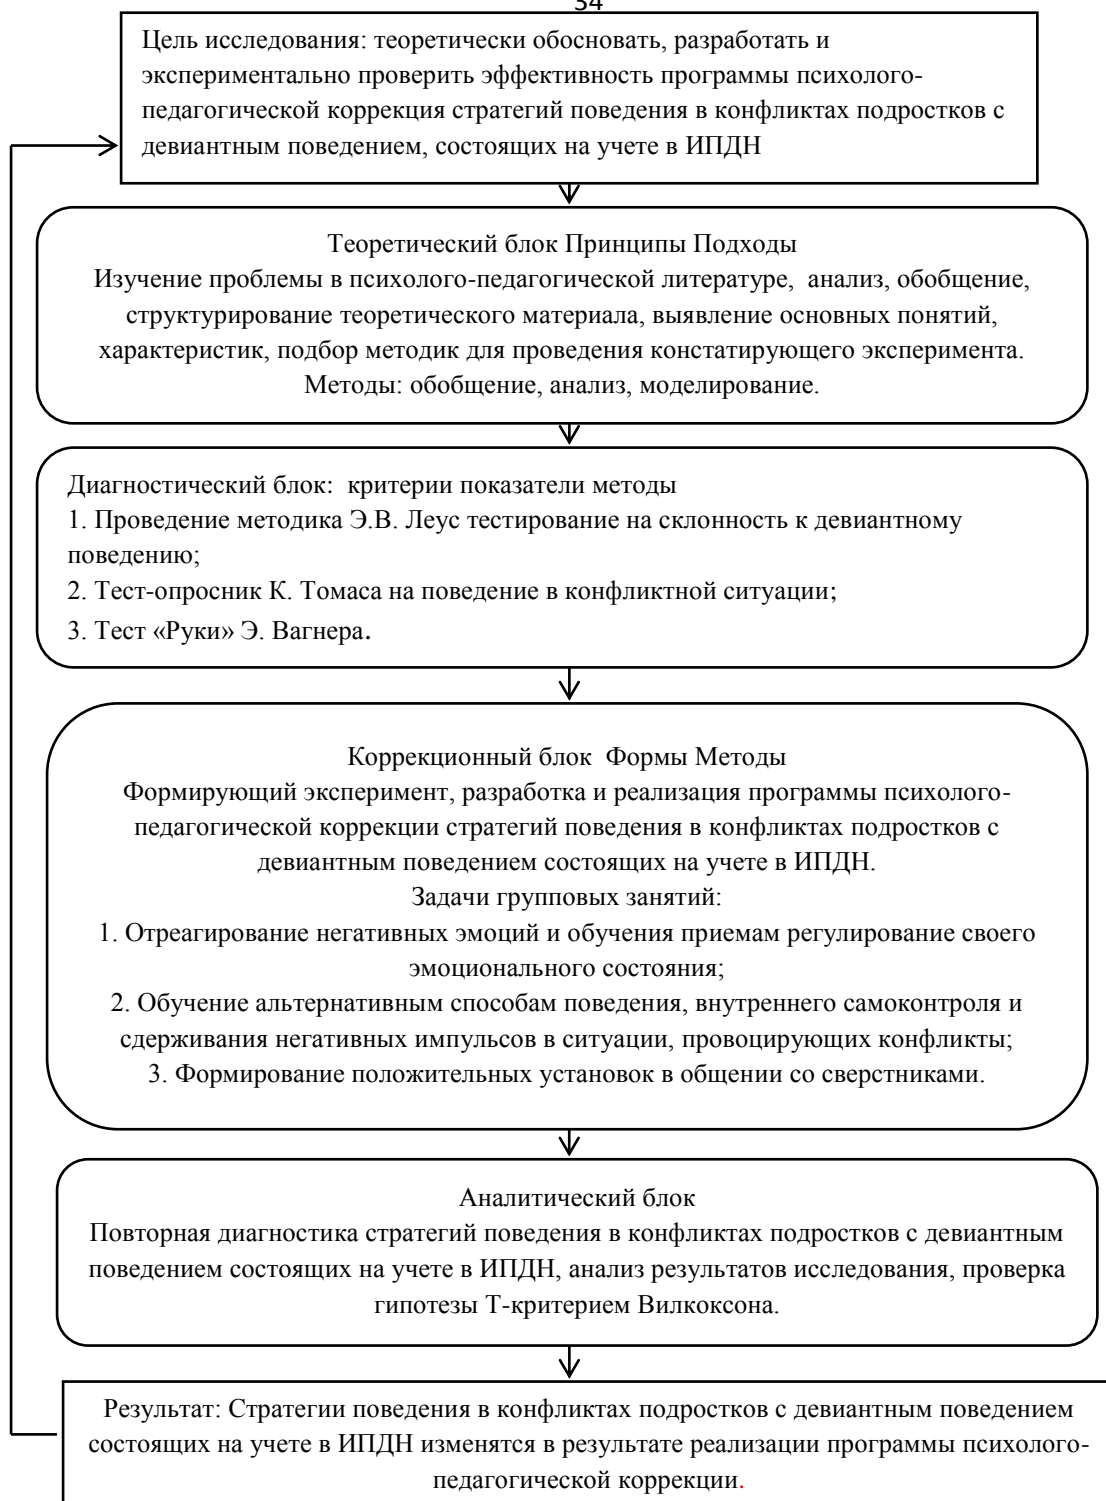 34
Цель исследования: теоретически обосновать, разработать и
экспериментально проверить эффективность программы психолого-
педагогической коррекция стратегий поведения в конфликтах подростков с
девиантным поведением, состоящих на учете в ИПДН
Теоретический блок Принципы Подходы
Изучение проблемы в психолого-педагогической литературе, анализ, обобщение,
структурирование теоретического материала, выявление основных понятий,
характеристик, подбор методик для проведения констатирующего эксперимента.
Методы: обобщение, анализ, моделирование.
Диагностический блок: критерии показатели методы
1. Проведение методика Э.В. Леус тестирование на склонность к девиантному
поведению;
2. Тест-опросник К. Томаса на поведение в конфликтной ситуации;
3. Тест «Руки» Э. Вагнера.
Коррекционный блок Формы Методы
Формирующий эксперимент, разработка и реализация программы психолого-
педагогической коррекции стратегий поведения в конфликтах подростков с
девиантным поведением состоящих на учете в ИПДН.
Задачи групповых занятий:
1. Отреагирование негативных эмоций и обучения приемам регулирование своего
эмоционального состояния;
2. Обучение альтернативным способам поведения, внутреннего самоконтроля и
сдерживания негативных импульсов в ситуации, провоцирующих конфликты;
3. Формирование положительных установок в общении со сверстниками.
Аналитический блок
Повторная диагностика стратегий поведения в конфликтах подростков с девиантным
поведением состоящих на учете в ИПДН, анализ результатов исследования, проверка
гипотезы Т-критерием Вилкоксона.
Результат: Стратегии поведения в конфликтах подростков с девиантным поведением
состоящих на учете в ИПДН изменятся в результате реализации программы психолого-
педагогической коррекции.